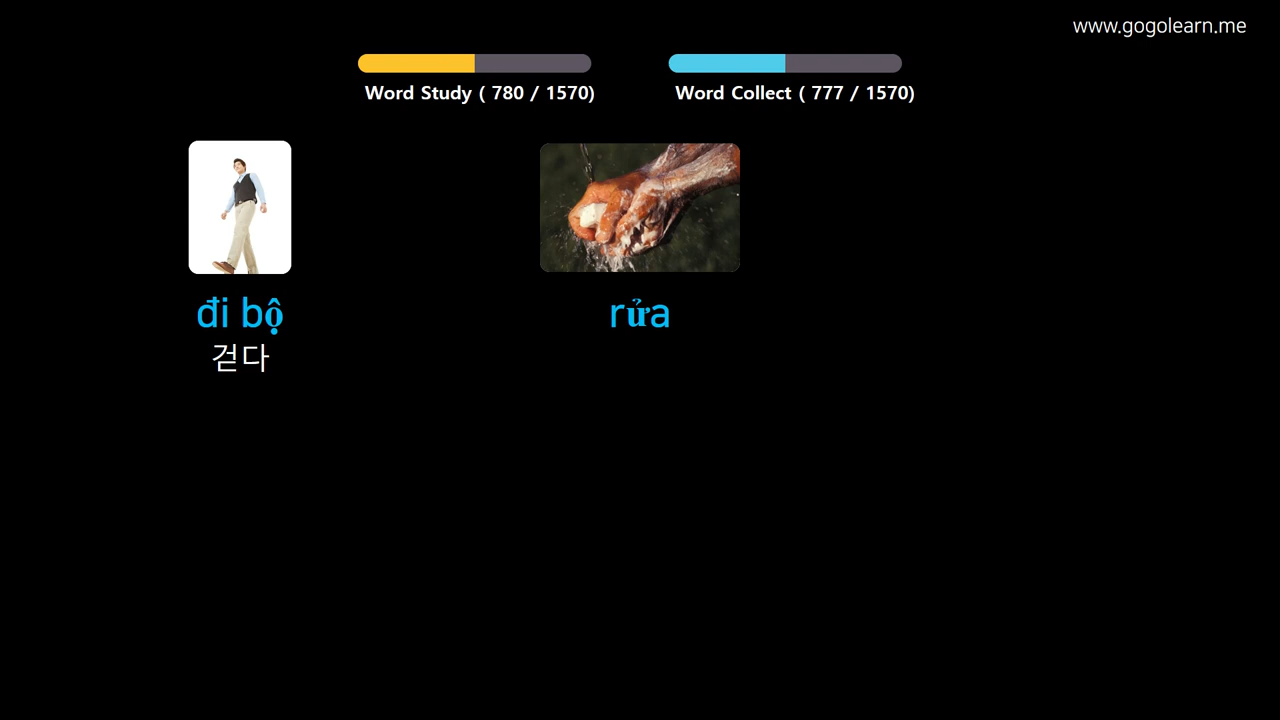 www.gogolearn.me
Word Study ( 780 / 1570)
Word Collect ( 777 / 1570)
đi bộ
걷다
rửa